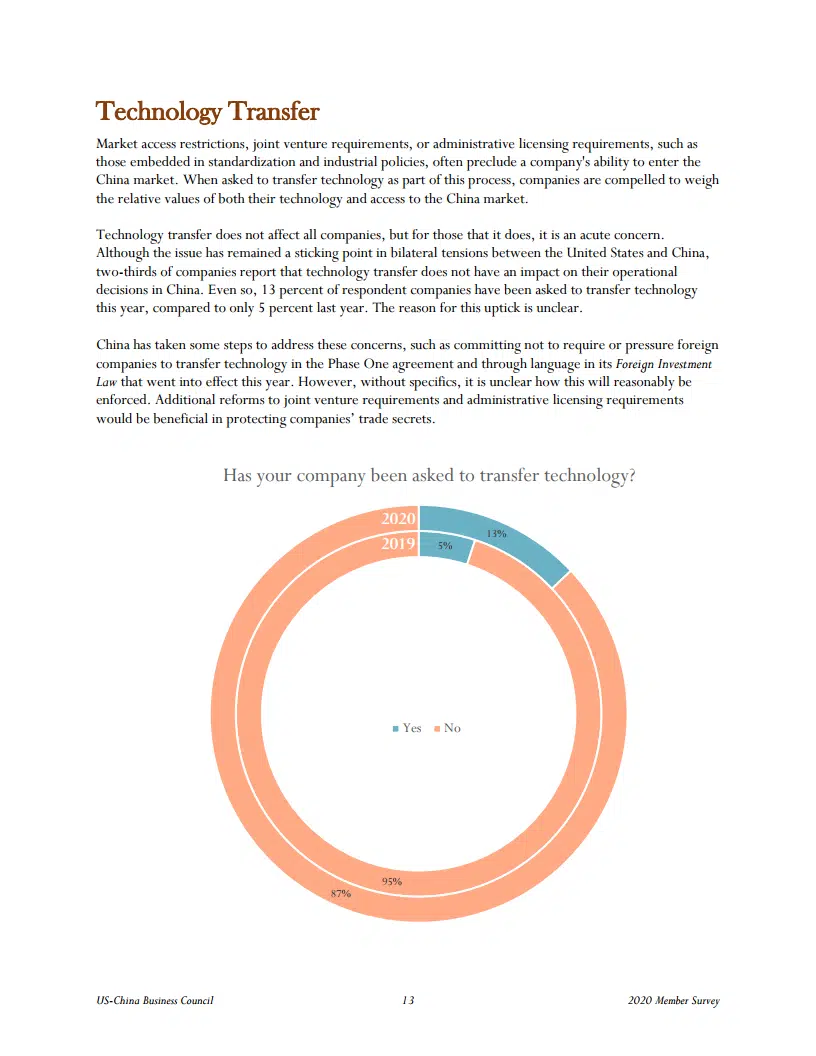 Technology Transfer
Market access restrictions, joint venture requirements, or administrative licensing requirements, such as
those embedded in standardization and industrial policies, often preclude a company's ability to enter the
China market. When asked to transfer technology as part of this process, companies are compelled to weigh
the relative values of both their technology and access to the China market.
Technology transfer does not affect all companies, but for those that it does, it is an acute concern.
Although the issue has remained a sticking point in bilateral tensions between the United States and China,
two-thirds of companies report that technology transfer does not have an impact on their operational
decisions in China. Even so, 13 percent of respondent companies have been asked to transfer technology
this year, compared to only 5 percent last year. The reason for this uptick is unclear.
China has taken some steps to address these concerns, such as committing not to require or pressure foreign
companies to transfer technology in the Phase One agreement and through language in its Foreign Investment
Law that went into effect this year. However, without specifics, it is unclear how this will reasonably be
enforced. Additional reforms to joint venture requirements and administrative licensing requirements
would be beneficial in protecting companies’ trade secrets.
Has your company been asked to transfer technology?
2020
13%
2019
5%
Yes No
95%
87%
US-China Business Council 13 2020 Member Survey